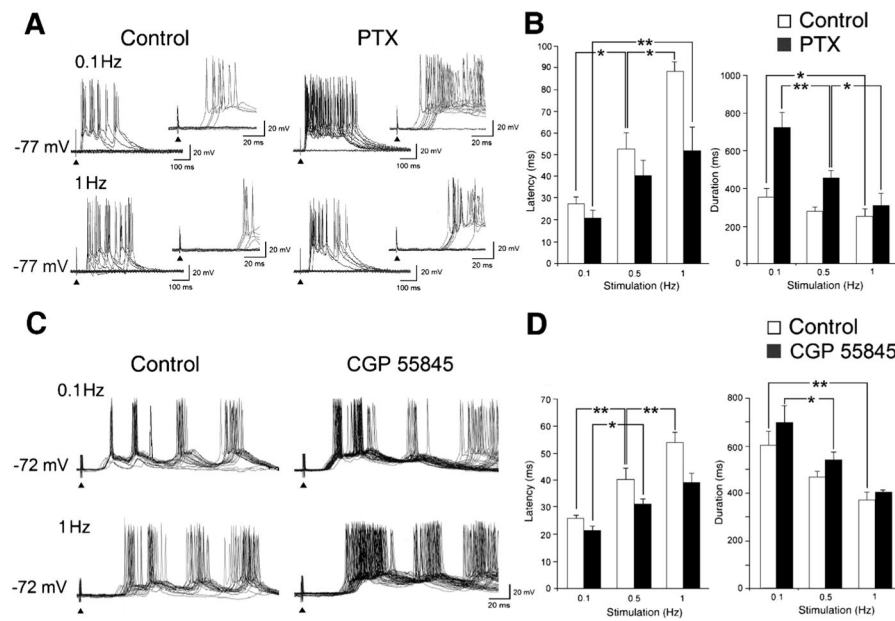 A
Control
PTX
0.1Hz
-77 mV
20 mV
100 ms
20 mV
20 ms
20 mV
100 ms
20 mV
20 ms
1Hz
-77 mV
20 mV
100 ms
20 mV
20 ms
20 mV
100 ms
20 mV
20 ms
B
Control
PTX
Latency (ms)
100
90
80
70
60
50
40
30
20
10
0
**
* *
0.1 0.5 1
Stimulation (Hz)
Duration (ms)
1000
800
600
400
200
0
*
** *
0.1 0.5 1
Stimulation (Hz)
C
Control
CGP 55845
0.1Hz
-72 mV
1Hz
-72 mV
20 mV
20 ms
D
Control
CGP 55845
Latency (ms)
70
60
50
40
30
20
10
0
** **
*
0.1 0.5 1
Stimulation (Hz)
Duration (ms)
800
600
400
200
0
**
*
0.1 0.5 1
Stimulation (Hz)